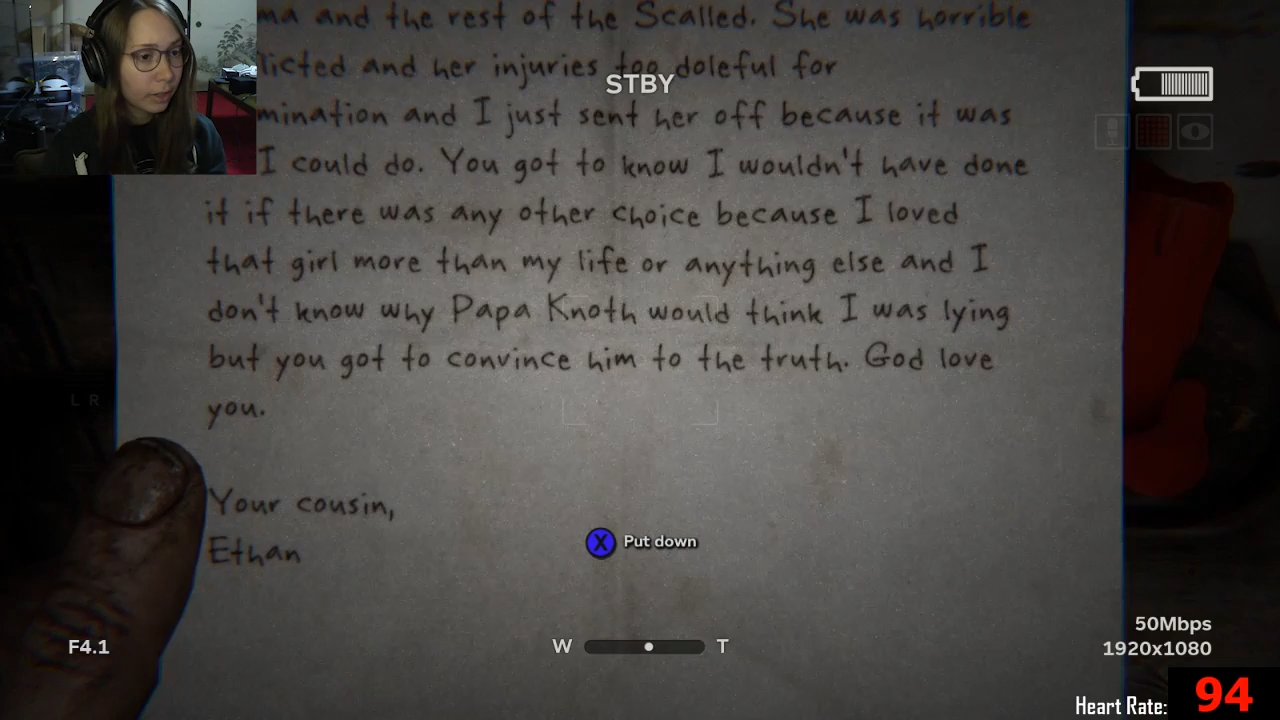 ma and the rest of the Scalled. She was horrible
licted and her injuries too doleful for
STBY
mination and I just sent her off because it was
I could do. You got to know I wouldn't have done
it if there was any other choice because I loved
that girl more than my life or anything else and I
don't know why Papa Knoth would think I was lying
but you got to convince him to the truth. God love
you.
L R
Your cousin,
Ethan
X Put down
F4.1
W T
50Mbps
1920x1080
Heart Rate: 94